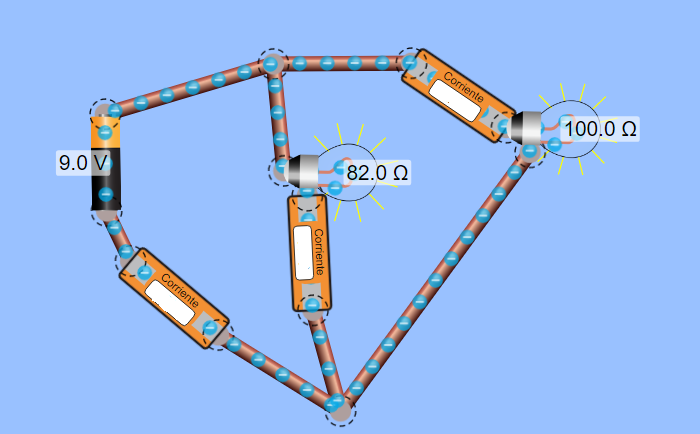 Corriente
100.0 Ω
9.0 V
82.0 Ω
Corriente
Corriente